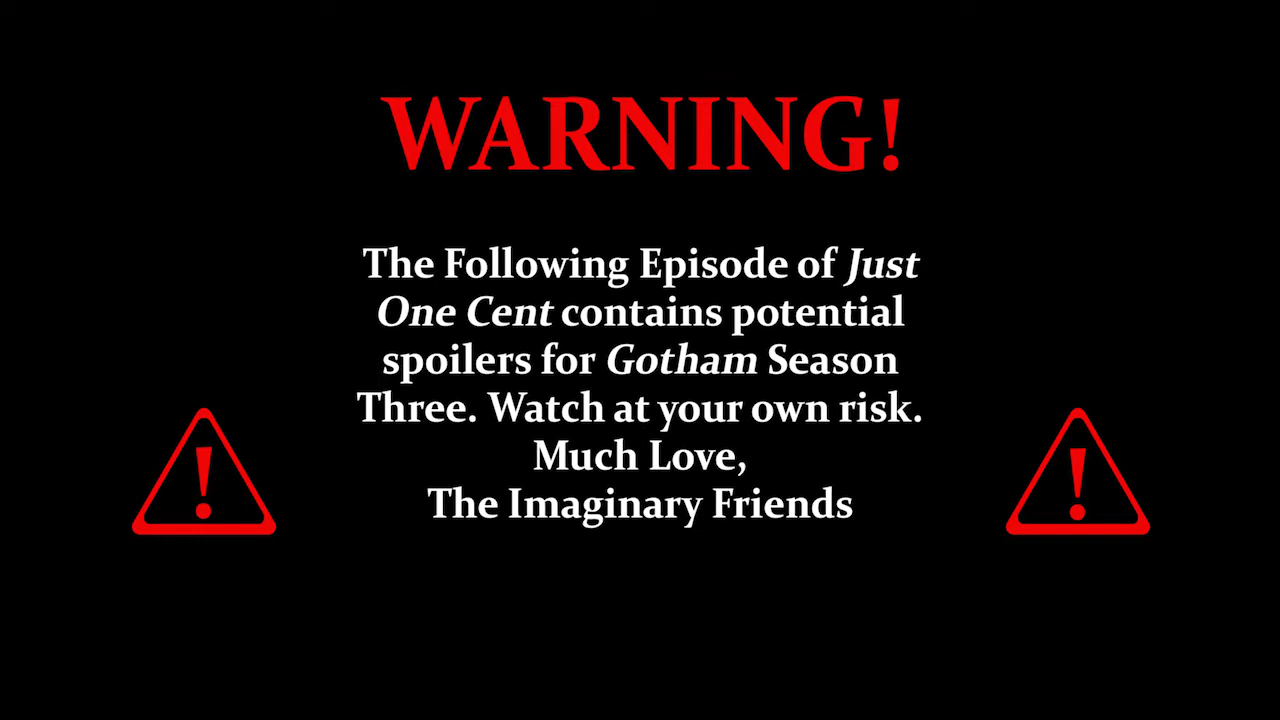 WARNING!
The Following Episode of Just
One Cent contains potential
spoilers for Gotham Season
Three. Watch at your own risk.
Much Love,
The Imaginary Friends